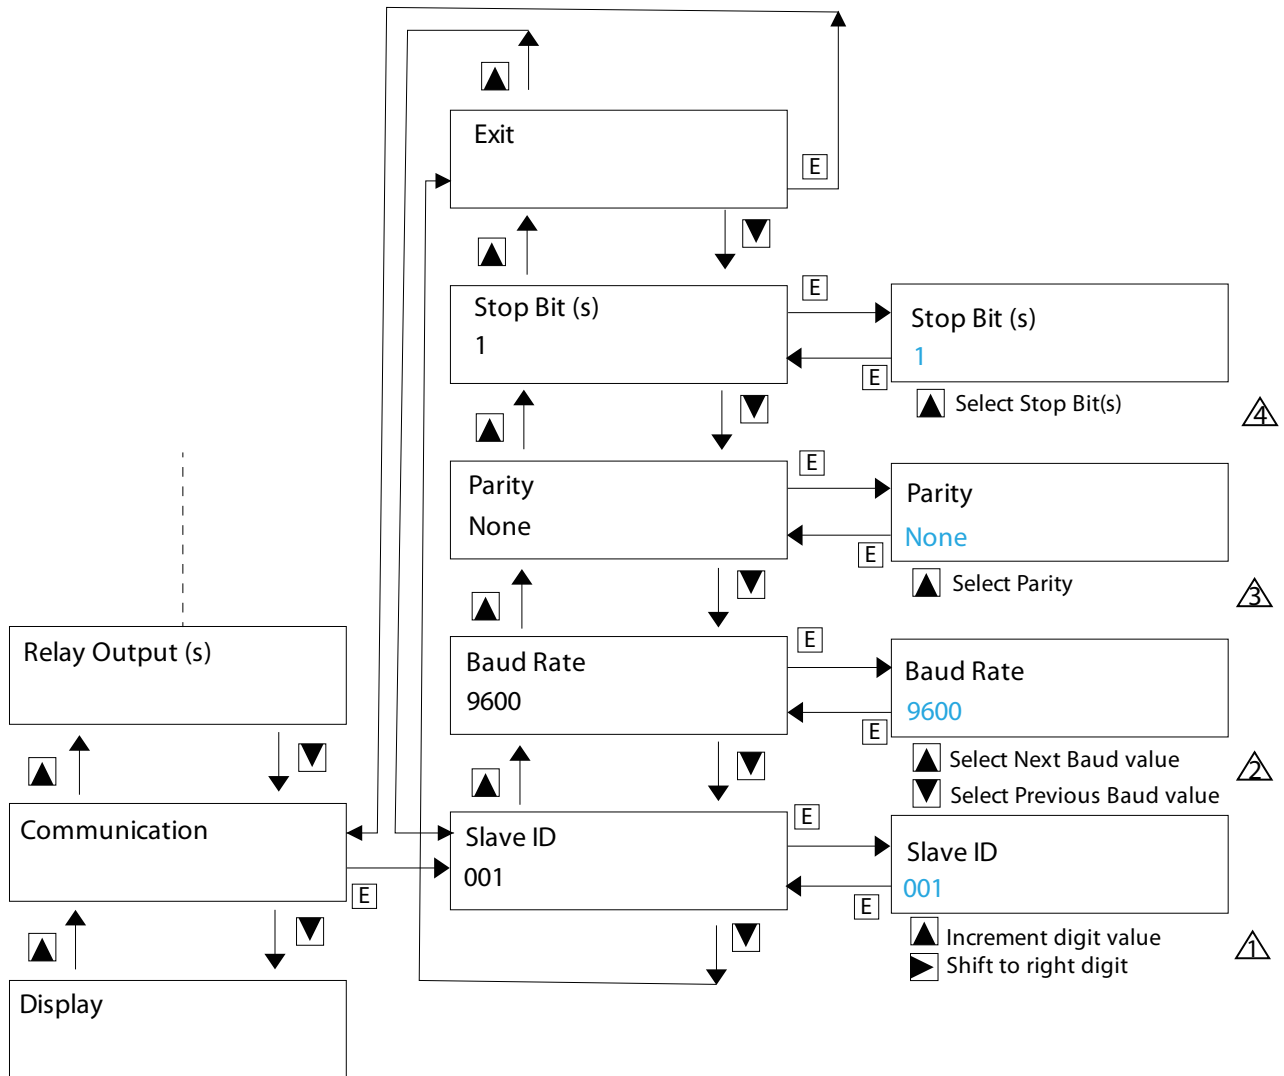 Exit
E
Stop Bit (s)
1
E
E
Stop Bit (s)
1
Select Stop Bit(s)
4
Parity
None
E
E
Parity
None
Select Parity
3
Relay Output (s)
Baud Rate
9600
E
E
Baud Rate
9600
Select Next Baud value
Select Previous Baud value
2
Communication
E
Slave ID
001
E
E
Slave ID
001
Increment digit value
Shift to right digit
1
Display